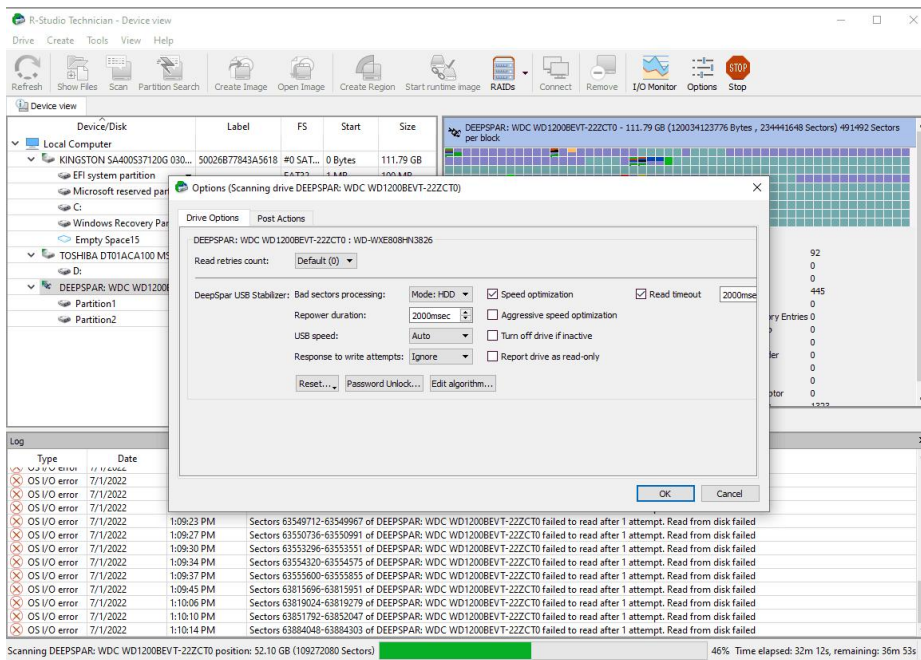 R-Studio Technician - Device view
Drive Create Tools View Help
Refresh Show Files Scan Partition Search Create Image Open Image Create Region Start runtime image RAIDs Connect Remove I/O Monitor Options Stop
STOP
Device view
Device/Disk Label FS Start Size
Local Computer
KINGSTON SA400S37120G 030... 50026B77843A5618 #0 SAT... 0 Bytes 111.79 GB
EFI system partition FAT32 1 MB 100 MB
Microsoft reserved par
C:
Windows Recovery Par
Empty Space15
TOSHIBA DT01ACA100 MS
D:
DEEPSPAR: WDC WD1200
Partition1
Partition2
DEEPSPAR: WDC WD1200BEVT-22ZCT0 - 111.79 GB (120034123776 Bytes , 234441648 Sectors) 491492 Sectors
per block
92
0
0
445
0
ry Entries 0
0
0
ler 0
0
0
ptor 0
1323
Options (Scanning drive DEEPSPAR: WDC WD1200BEVT-22ZCT0)
Drive Options Post Actions
DEEPSPAR: WDC WD1200BEVT-22ZCT0 : WD-WXE808HN3826
Read retries count: Default (0)
DeepSpar USB Stabilizer: Bad sectors processing: Mode: HDD Speed optimization Read timeout 2000mse
Repower duration: 2000msec Aggressive speed optimization
USB speed: Auto Turn off drive if inactive
Response to write attempts: Ignore Report drive as read-only
Reset... Password Unlock... Edit algorithm...
OK Cancel
Log
Type Date
OS I/O error 7/1/2022
OS I/O error 7/1/2022
OS I/O error 7/1/2022
OS I/O error 7/1/2022
OS I/O error 7/1/2022 1:09:23 PM Sectors 63549712-63549967 of DEEPSPAR: WDC WD1200BEVT-22ZCT0 failed to read after 1 attempt. Read from disk failed
OS I/O error 7/1/2022 1:09:27 PM Sectors 63550736-63550991 of DEEPSPAR: WDC WD1200BEVT-22ZCT0 failed to read after 1 attempt. Read from disk failed
OS I/O error 7/1/2022 1:09:30 PM Sectors 63553296-63553551 of DEEPSPAR: WDC WD1200BEVT-22ZCT0 failed to read after 1 attempt. Read from disk failed
OS I/O error 7/1/2022 1:09:34 PM Sectors 63554320-63554575 of DEEPSPAR: WDC WD1200BEVT-22ZCT0 failed to read after 1 attempt. Read from disk failed
OS I/O error 7/1/2022 1:09:37 PM Sectors 63555600-63555855 of DEEPSPAR: WDC WD1200BEVT-22ZCT0 failed to read after 1 attempt. Read from disk failed
OS I/O error 7/1/2022 1:09:45 PM Sectors 63815696-63815951 of DEEPSPAR: WDC WD1200BEVT-22ZCT0 failed to read after 1 attempt. Read from disk failed
OS I/O error 7/1/2022 1:10:06 PM Sectors 63819024-63819279 of DEEPSPAR: WDC WD1200BEVT-22ZCT0 failed to read after 1 attempt. Read from disk failed
OS I/O error 7/1/2022 1:10:10 PM Sectors 63851792-63852047 of DEEPSPAR: WDC WD1200BEVT-22ZCT0 failed to read after 1 attempt. Read from disk failed
OS I/O error 7/1/2022 1:10:14 PM Sectors 63884048-63884303 of DEEPSPAR: WDC WD1200BEVT-22ZCT0 failed to read after 1 attempt. Read from disk failed
Scanning DEEPSPAR: WDC WD1200BEVT-22ZCT0 position: 52.10 GB (109272080 Sectors) 46% Time elapsed: 32m 12s, remaining: 36m 53s